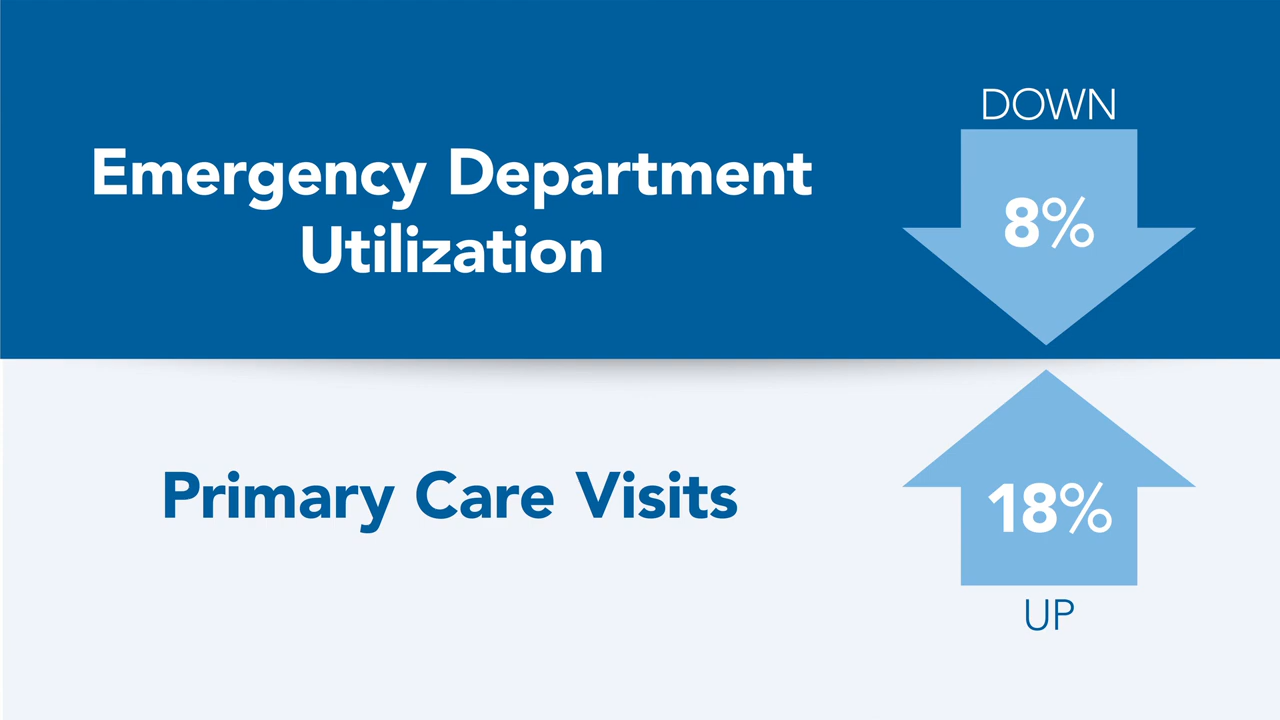 DOWN
Emergency Department
Utilization
8%
Primary Care Visits
18%
UP